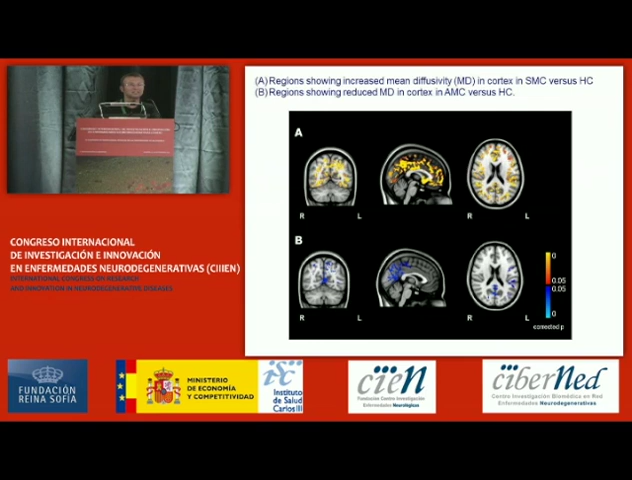 (A) Regions showing increased mean diffusivity (MD) in cortex in SMC versus HC
(B) Regions showing reduced MD in cortex in AMC versus HC.
A
R
L
R
L
B
R
L
R
L
0
0.05
0.05
0
corrected p
CONGRESO INTERNACIONAL
DE INVESTIGACIÓN E INNOVACIÓN
EN ENFERMEDADES NEURODEGENERATIVAS (CIIIEN)
INTERNATIONAL CONGRESS ON RESEARCH
AND INNOVATION IN NEURODEGENERATIVE DISEASES
FUNDACIÓN
REINA SOFÍA
MINISTERIO
DE ECONOMÍA
Y COMPETITIVIDAD
isc
Instituto
de Salud
Carlos III
cien
Fundación Centro Investigación
Enfermedades Neurológicas
ciberned
Centro Investigación Biomédica en Red
Enfermedades Neurodegenerativas